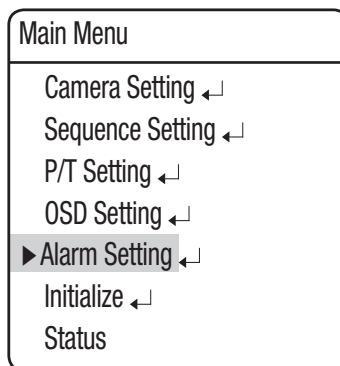 Main Menu
Camera Setting ↵
Sequence Setting ↵
P/T Setting ↵
OSD Setting ↵
▶Alarm Setting ↵
Initialize ↵
Status